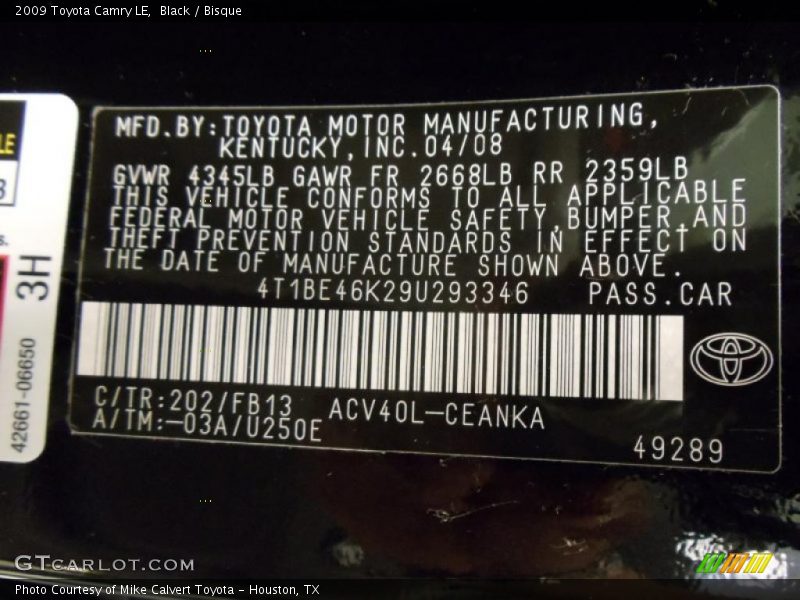 2009 Toyota Camry LE, Black / Bisque
MFD.BY:TOYOTA MOTOR MANUFACTURING,
KENTUCKY,INC.04/08
GVWR 4345LB GAWR FR 2668LB RR 2359LB
THIS VEHICLE CONFORMS TO ALL APPLICABLE
FEDERAL MOTOR VEHICLE SAFETY,BUMPER,AND
THEFT PREVENTION STANDARDS IN EFFECT ON
THE DATE OF MANUFACTURE SHOWN ABOVE.
4T1BE46K29U293346 PASS.CAR
C/TR:202/FB13 ACV40L-CEANKA
A/TM:-03A/U250E
49289
LE
3H
42661-06650
GTcarlot.com
Photo Courtesy of Mike Calvert Toyota - Houston, TX